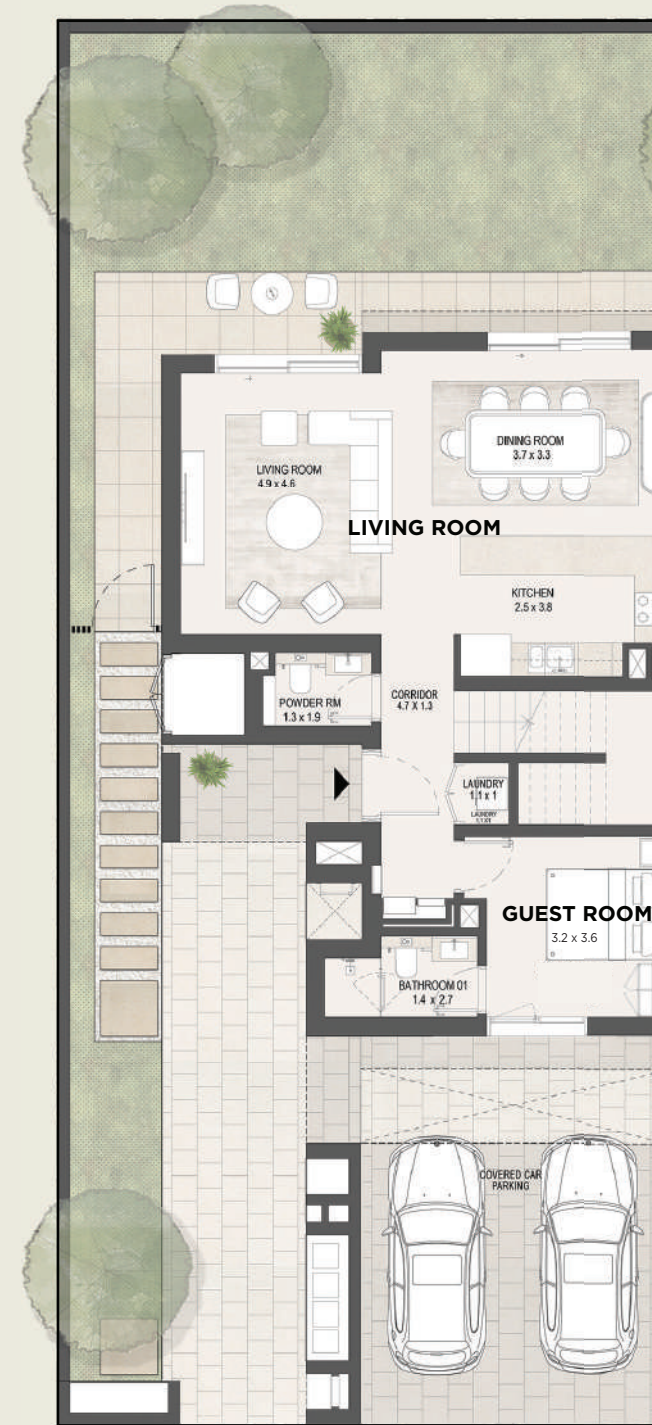 DINING ROOM
3.7 x 3.3
LIVING ROOM
4.9 x 4.6
LIVING ROOM
KITCHEN
2.5 x 3.8
POWDER RM
1.3 x 1.9
CORRIDOR
4.7 X 1.3
LAUNDRY
1.1 x 1
LAUNDRY
GUEST ROOM
3.2 x 3.6
BATHROOM 01
1.4 x 2.7
COVERED CAR
PARKING